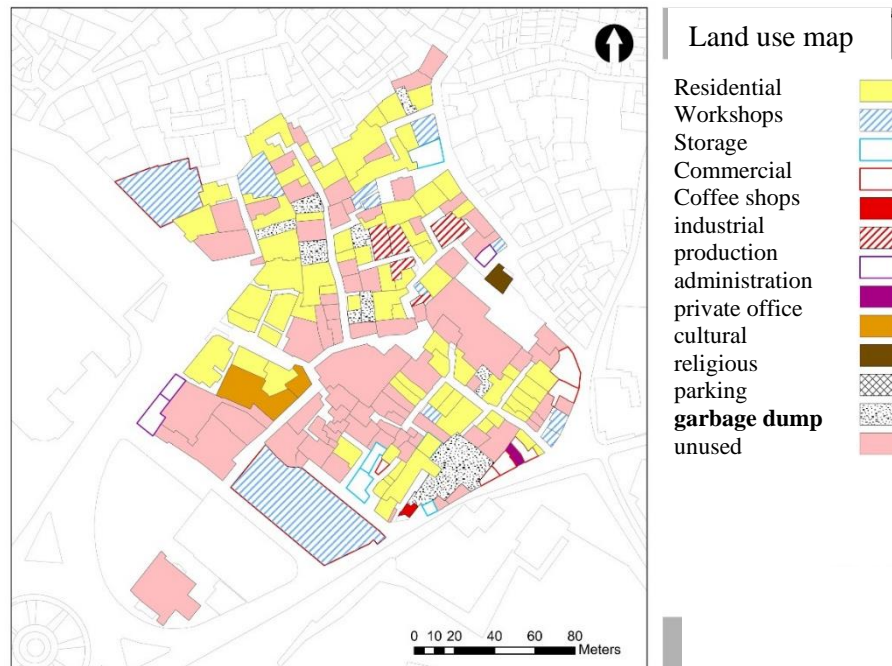 Land use map
Residential
Workshops
Storage
Commercial
Coffee shops
industrial
production
administration
private office
cultural
religious
parking
garbage dump
unused
0 10 20 40 60 80
Meters